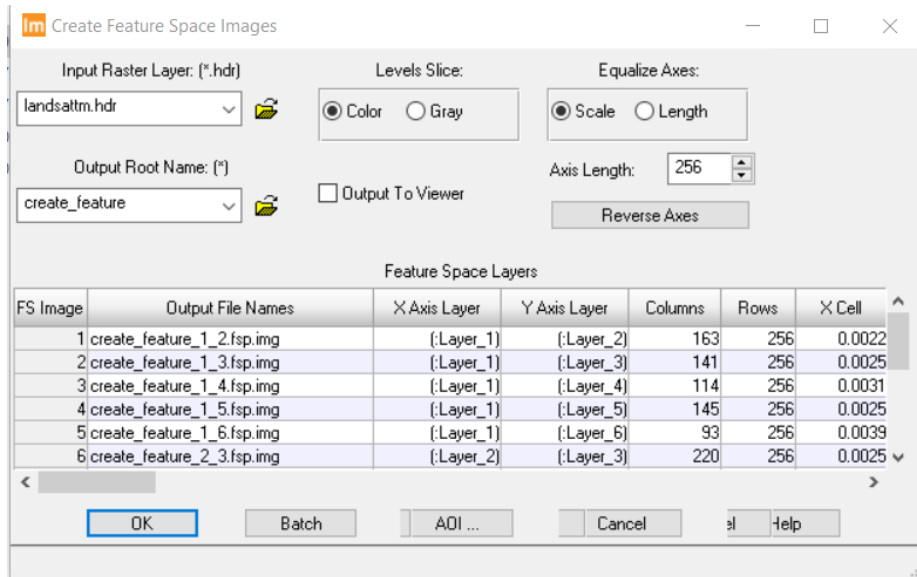 Im Create Feature Space Images
Input Raster Layer: (*.hdr) Levels Slice: Equalize Axes:
landsattm.hdr Color Gray Scale Length
Output Root Name: (*) Axis Length: 256
create_feature Output To Viewer
Reverse Axes
Feature Space Layers
FS Image Output File Names X Axis Layer Y Axis Layer Columns Rows X Cell
1 create_feature_1_2.fsp.img (:Layer_1) (:Layer_2) 163 256 0.0022
2 create_feature_1_3.fsp.img (:Layer_1) (:Layer_3) 141 256 0.0025
3 create_feature_1_4.fsp.img (:Layer_1) (:Layer_4) 114 256 0.0031
4 create_feature_1_5.fsp.img (:Layer_1) (:Layer_5) 145 256 0.0025
5 create_feature_1_6.fsp.img (:Layer_1) (:Layer_6) 93 256 0.0039
6 create_feature_2_3.fsp.img (:Layer_2) (:Layer_3) 220 256 0.0025
OK Batch AOI ... Cancel el Help